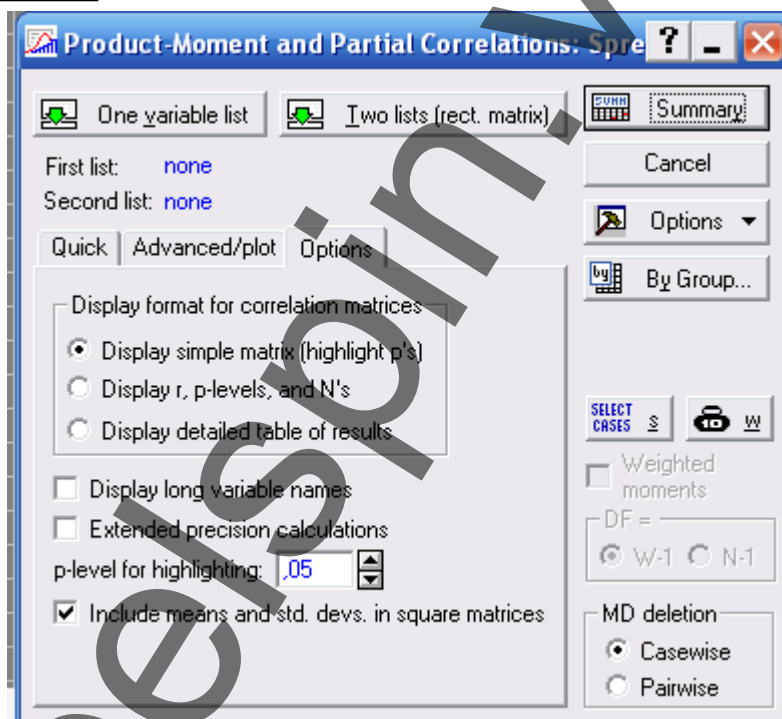 Product-Moment and Partial Correlations: Spre ?
One variable list
Two lists (rect. matrix)
Summary
First list: none
Second list: none
Cancel
Quick
Advanced/plot
Options
Options
By Group...
Display format for correlation matrices
Display simple matrix (highlight p's)
Display r, p-levels, and N's
Display detailed table of results
SELECT CASES S
W
Weighted moments
Display long variable names
Extended precision calculations
DF =
W-1 N-1
p-level for highlighting: ,05
Include means and std. devs. in square matrices
MD deletion
Casewise
Pairwise